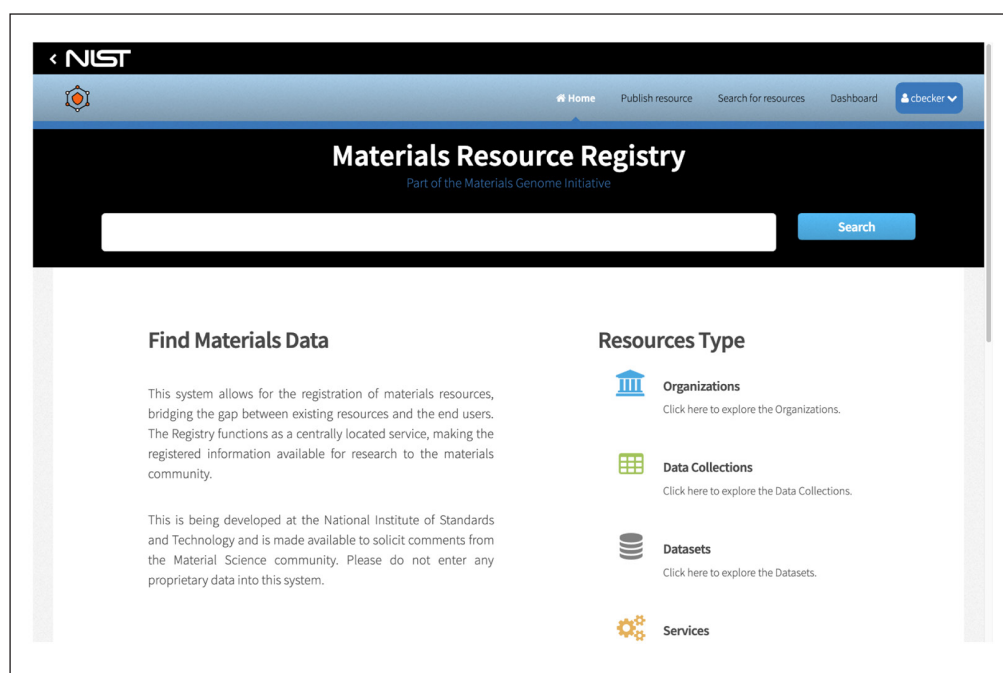 NIST
Home Publish resource Search for resources Dashboard cbecker
Materials Resource Registry
Part of the Materials Genome Initiative
Search
Find Materials Data
This system allows for the registration of materials resources,
bridging the gap between existing resources and the end users.
The Registry functions as a centrally located service, making the
registered information available for research to the materials
community.
This is being developed at the National Institute of Standards
and Technology and is made available to solicit comments from
the Material Science community. Please do not enter any
proprietary data into this system.
Resources Type
Organizations
Click here to explore the Organizations.
Data Collections
Click here to explore the Data Collections.
Datasets
Click here to explore the Datasets.
Services